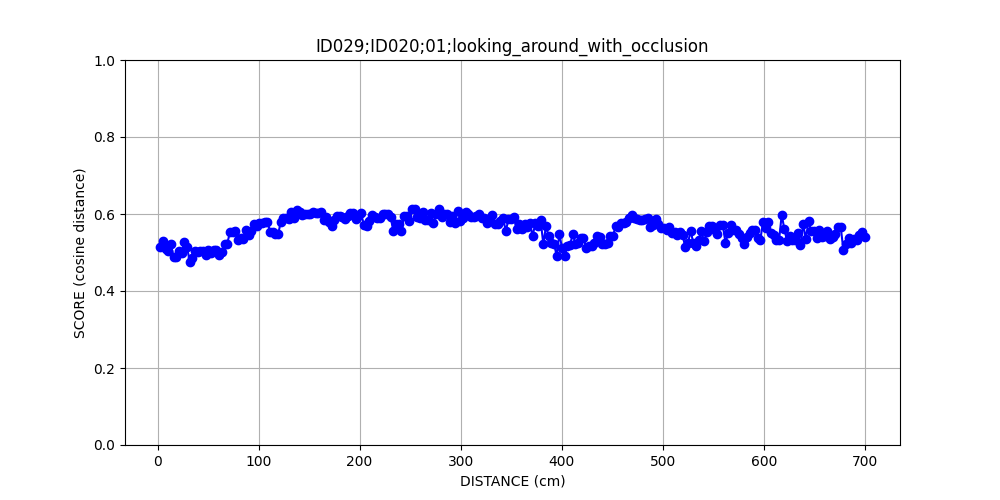 ID029;ID020;01;looking_around_with_occlusion
1.0
0.8
0.6
0.4
0.2
0.0
SCORE (cosine distance)
0 100 200 300 400 500 600 700
DISTANCE (cm)